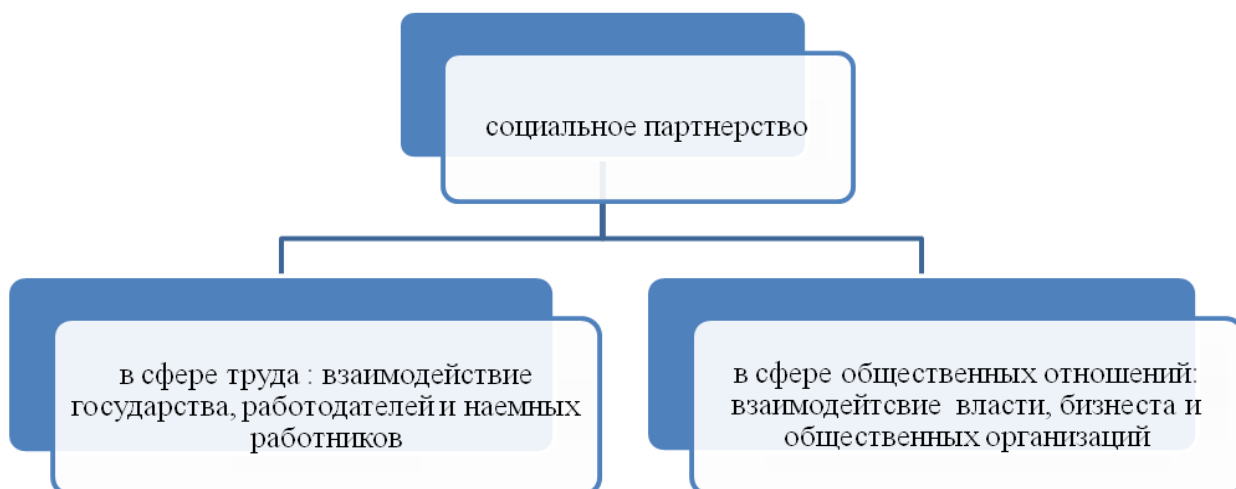 социальное партнерство
в сфере труда : взаимодействие
государства, работодателей и наемных
работников
в сфере общественных отношений:
взаимодейтсвие власти, бизнеста и
общественных организаций